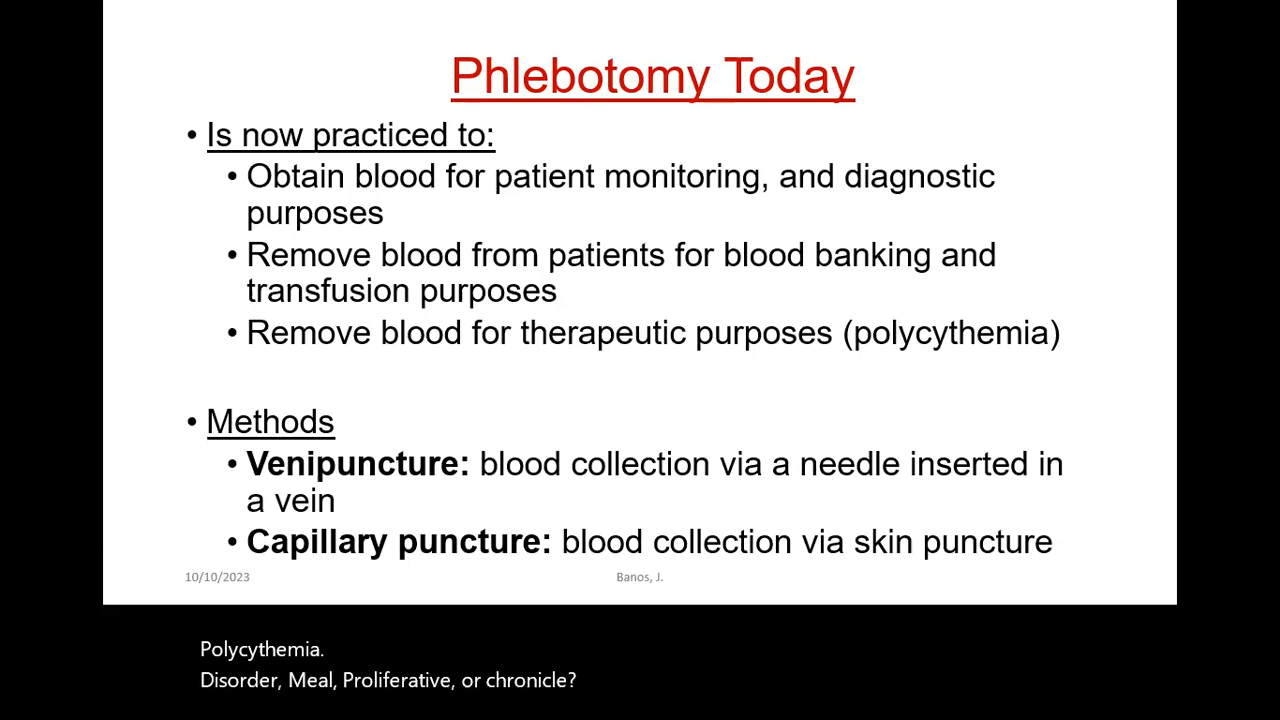 Phlebotomy Today
• Is now practiced to:
• Obtain blood for patient monitoring, and diagnostic
purposes
• Remove blood from patients for blood banking and
transfusion purposes
• Remove blood for therapeutic purposes (polycythemia)
• Methods
• Venipuncture: blood collection via a needle inserted in
a vein
• Capillary puncture: blood collection via skin puncture
10/10/2023
Banos, J.
Polycythemia.
Disorder, Meal, Proliferative, or chronicle?